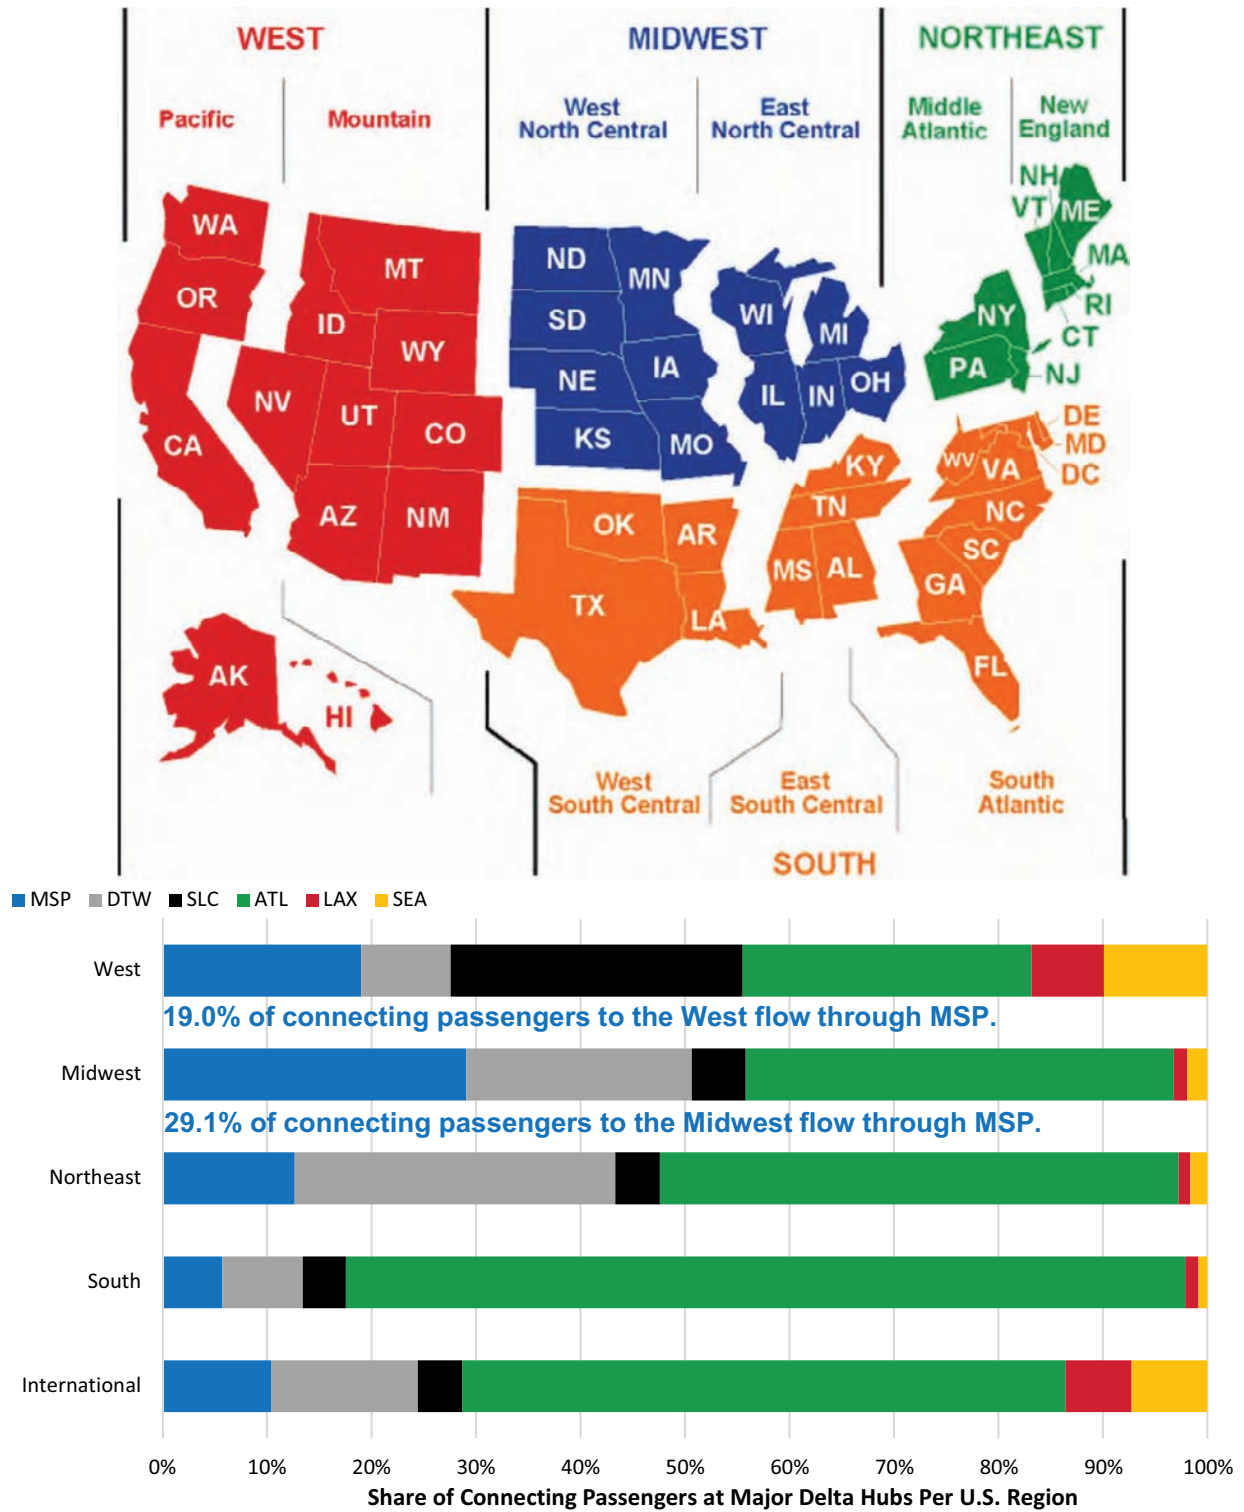 WEST
MIDWEST
NORTHEAST
Pacific
Mountain
West
North Central
East
North Central
Middle
Atlantic
New
England
WA
OR
CA
MT
ID
WY
NV
UT
CO
AZ
NM
AK
HI
ND
SD
NE
KS
MN
IA
MO
WI
MI
IL
IN
OH
NH
VT
ME
MA
RI
CT
NY
PA
NJ
DE
MD
DC
WV
VA
KY
TN
NC
SC
GA
FL
MS
AL
OK
AR
TX
LA
West
South Central
East
South Central
South
Atlantic
SOUTH
MSP DTW SLC ATL LAX SEA
West
19.0% of connecting passengers to the West flow through MSP.
Midwest
29.1% of connecting passengers to the Midwest flow through MSP.
Northeast
South
International
0% 10% 20% 30% 40% 50% 60% 70% 80% 90% 100%
Share of Connecting Passengers at Major Delta Hubs Per U.S. Region